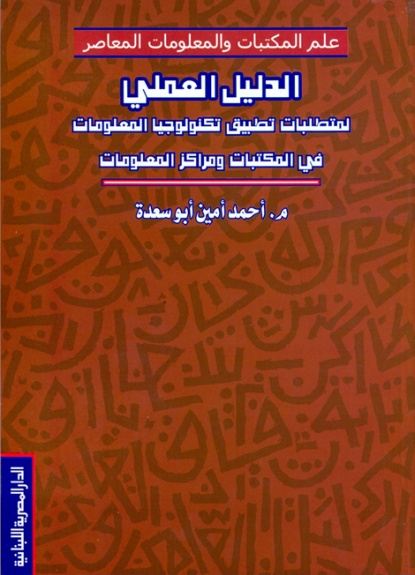 علم المكتبات والمعلومات المعاصر
الدليل العملي
لمتطلبات تطبيق تكنولوجيا المعلومات
في المكتبات ومراكز المعلومات
م. أحمد أمين أبو سعدة
الدار المصرية اللبنانية